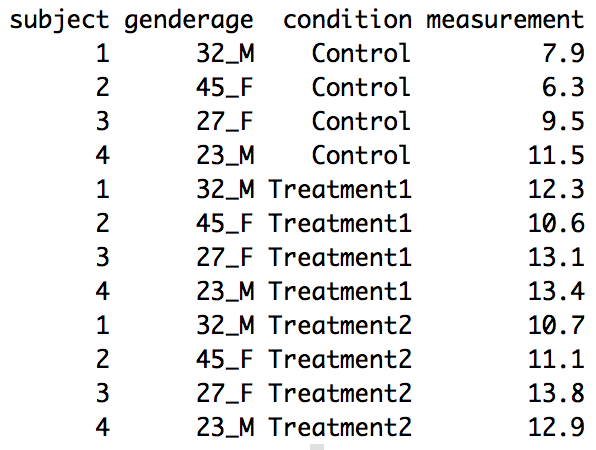 subject genderage condition measurement
1 32_M Control 7.9
2 45_F Control 6.3
3 27_F Control 9.5
4 23_M Control 11.5
1 32_M Treatment1 12.3
2 45_F Treatment1 10.6
3 27_F Treatment1 13.1
4 23_M Treatment1 13.4
1 32_M Treatment2 10.7
2 45_F Treatment2 11.1
3 27_F Treatment2 13.8
4 23_M Treatment2 12.9